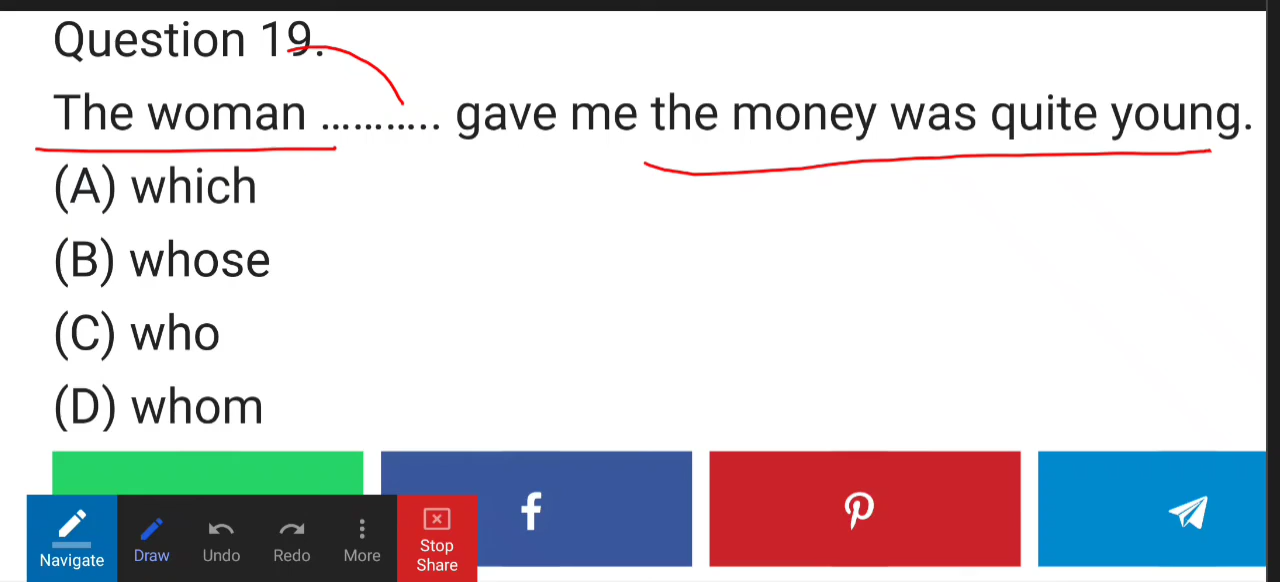 Question 19.
The woman ........... gave me the money was quite young.
(A) which
(B) whose
(C) who
(D) whom
Navigate
Draw
Undo
Redo
More
Stop
Share